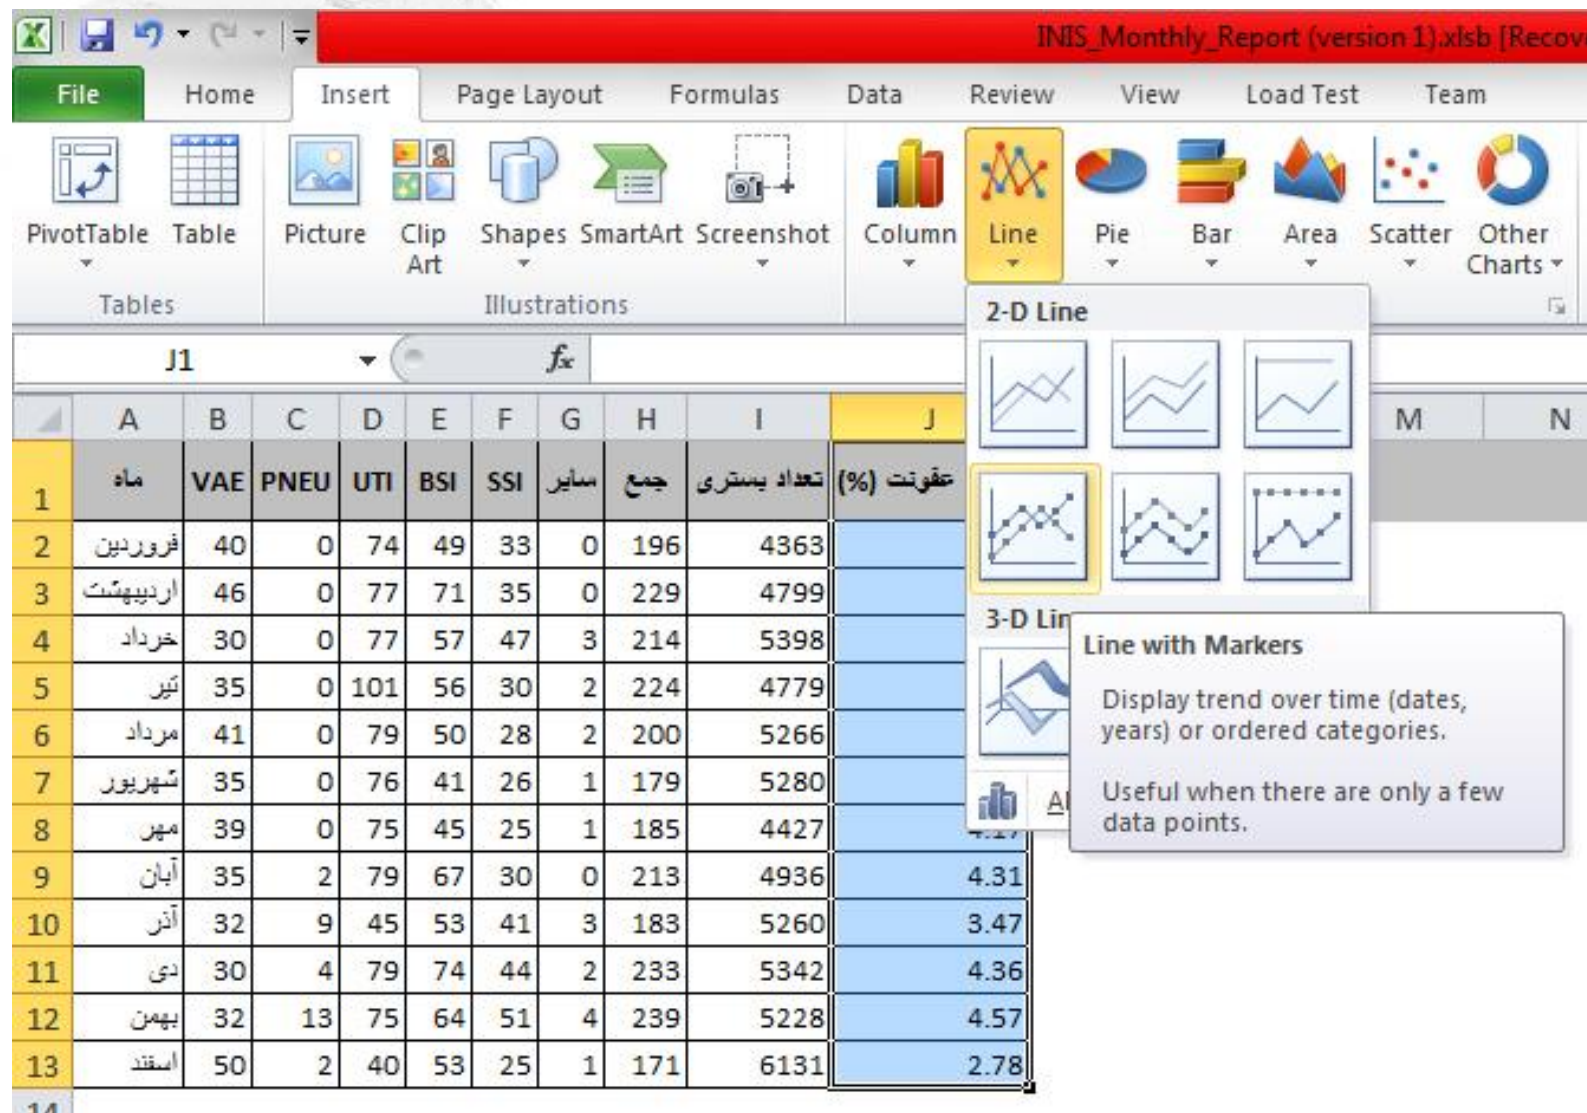 INIS_Monthly_Report (version 1).xlsb [Recov
File Home Insert Page Layout Formulas Data Review View Load Test Team
PivotTable Table Picture Clip Art Shapes SmartArt Screenshot Column Line Pie Bar Area Scatter Other Charts
Tables Illustrations
2-D Line
J1 fx
A B C D E F G H I J M N
1 ماه VAE PNEU UTI BSI SSI سایر جمع تعداد بستری عفونت (%)
2 فروردین 40 0 74 49 33 0 196 4363
3 اردیبهشت 46 0 77 71 35 0 229 4799
4 خرداد 30 0 77 57 47 3 214 5398
5 تیر 35 0 101 56 30 2 224 4779
6 مرداد 41 0 79 50 28 2 200 5266
7 شهریور 35 0 76 41 26 1 179 5280
8 مهر 39 0 75 45 25 1 185 4427 4.17
9 آبان 35 2 79 67 30 0 213 4936 4.31
10 آذر 32 9 45 53 41 3 183 5260 3.47
11 دی 30 4 79 74 44 2 233 5342 4.36
12 بهمن 32 13 75 64 51 4 239 5228 4.57
13 اسفند 50 2 40 53 25 1 171 6131 2.78
14
3-D Lin
Line with Markers
Display trend over time (dates,
years) or ordered categories.
Useful when there are only a few
data points.